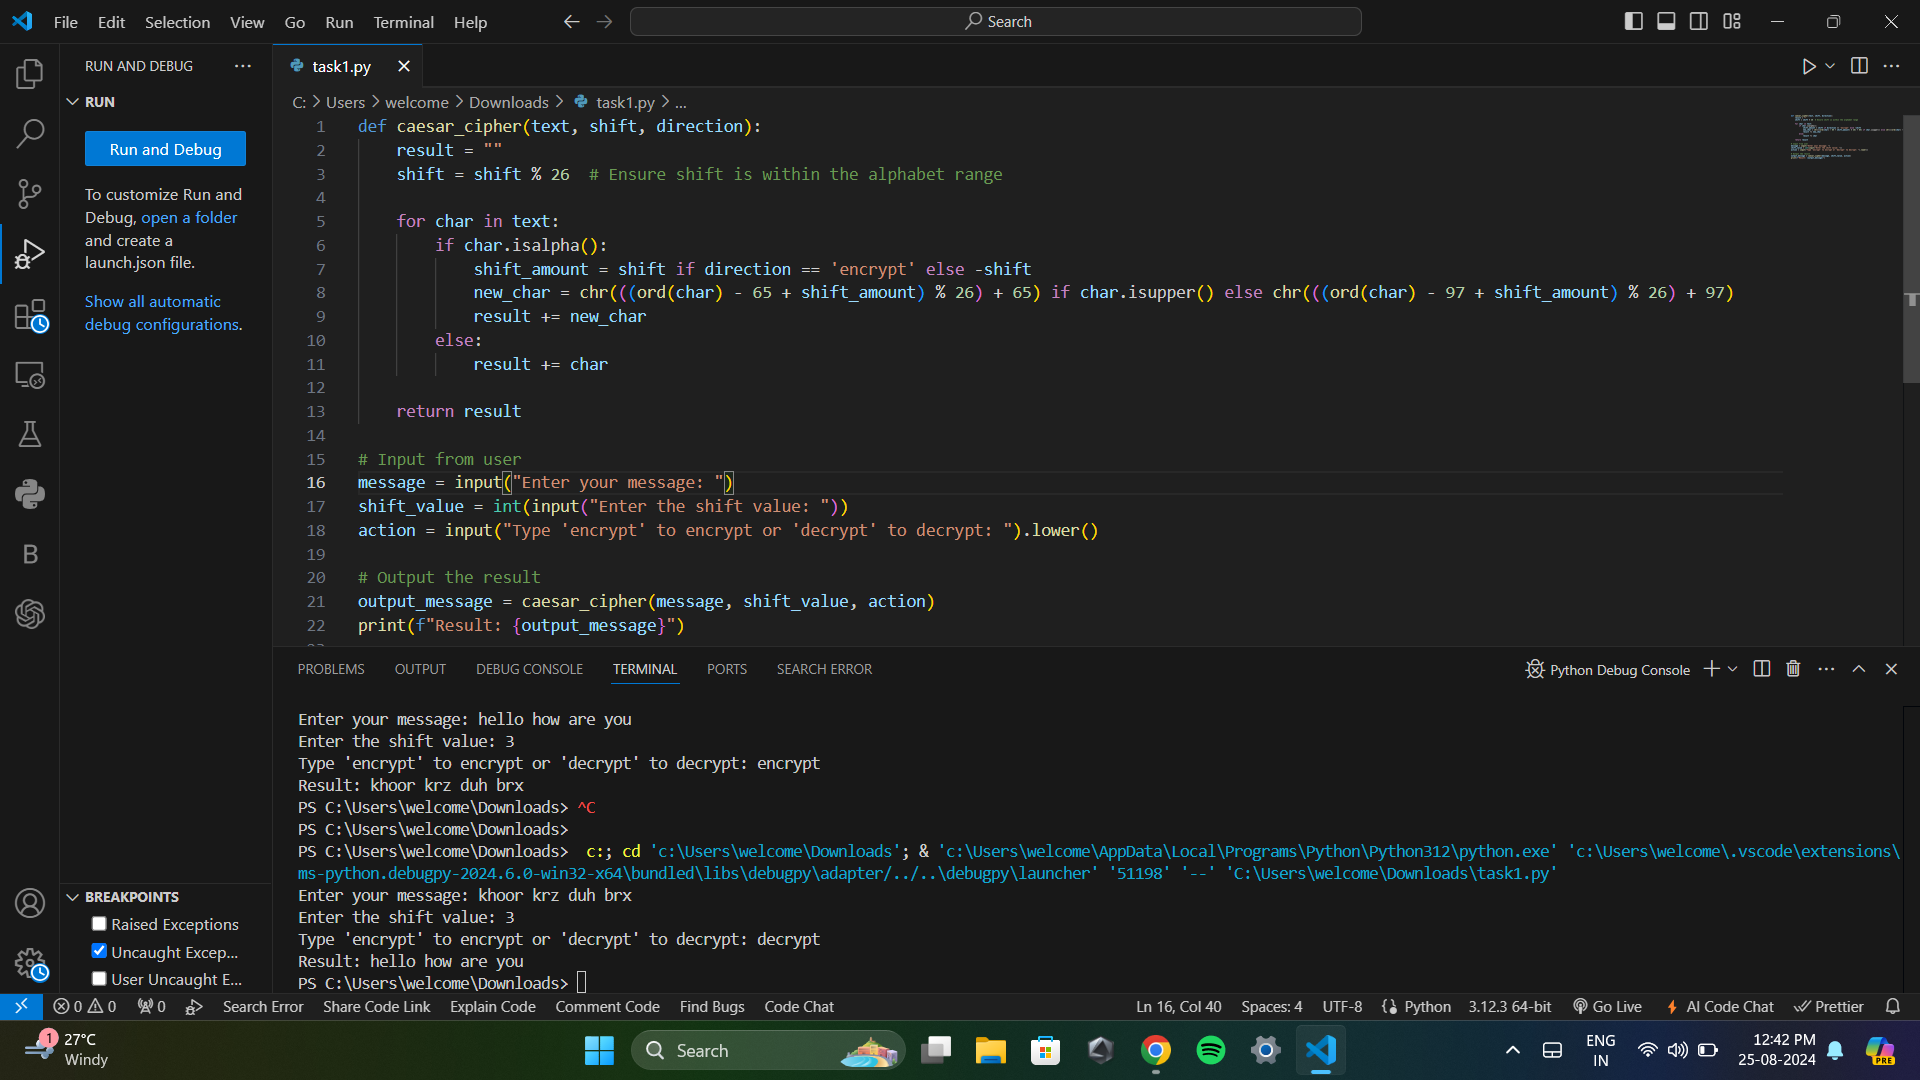 File Edit Selection View Go Run Terminal Help
Search
RUN AND DEBUG
RUN
Run and Debug
To customize Run and
Debug, open a folder
and create a
launch.json file.
Show all automatic
debug configurations.
BREAKPOINTS
Raised Exceptions
Uncaught Excep...
User Uncaught E...
task1.py
C: > Users > welcome > Downloads > task1.py > ...
1 def caesar_cipher(text, shift, direction):
2 result = ""
3 shift = shift % 26 # Ensure shift is within the alphabet range
4
5 for char in text:
6 if char.isalpha():
7 shift_amount = shift if direction == 'encrypt' else -shift
8 new_char = chr(((ord(char) - 65 + shift_amount) % 26) + 65) if char.isupper() else chr(((ord(char) - 97 + shift_amount) % 26) + 97)
9 result += new_char
10 else:
11 result += char
12
13 return result
14
15 # Input from user
16 message = input("Enter your message: ")
17 shift_value = int(input("Enter the shift value: "))
18 action = input("Type 'encrypt' to encrypt or 'decrypt' to decrypt: ").lower()
19
20 # Output the result
21 output_message = caesar_cipher(message, shift_value, action)
22 print(f"Result: {output_message}")
PROBLEMS OUTPUT DEBUG CONSOLE TERMINAL PORTS SEARCH ERROR
Python Debug Console
Enter your message: hello how are you
Enter the shift value: 3
Type 'encrypt' to encrypt or 'decrypt' to decrypt: encrypt
Result: khoor krz duh brx
PS C:\Users\welcome\Downloads> ^C
PS C:\Users\welcome\Downloads>
PS C:\Users\welcome\Downloads> c:; cd 'c:\Users\welcome\Downloads'; & 'c:\Users\welcome\AppData\Local\Programs\Python\Python312\python.exe' 'c:\Users\welcome\.vscode\extensions\
ms-python.debugpy-2024.6.0-win32-x64\bundled\libs\debugpy\adapter/../..\debugpy\launcher' '51198' '--' 'C:\Users\welcome\Downloads\task1.py'
Enter your message: khoor krz duh brx
Enter the shift value: 3
Type 'encrypt' to encrypt or 'decrypt' to decrypt: decrypt
Result: hello how are you
PS C:\Users\welcome\Downloads>
0 0 0 Search Error Share Code Link Explain Code Comment Code Find Bugs Code Chat Ln 16, Col 40 Spaces: 4 UTF-8 Python 3.12.3 64-bit Go Live AI Code Chat Prettier
1
27°C
Windy
Search
ENG
IN
12:42 PM
25-08-2024
PRE